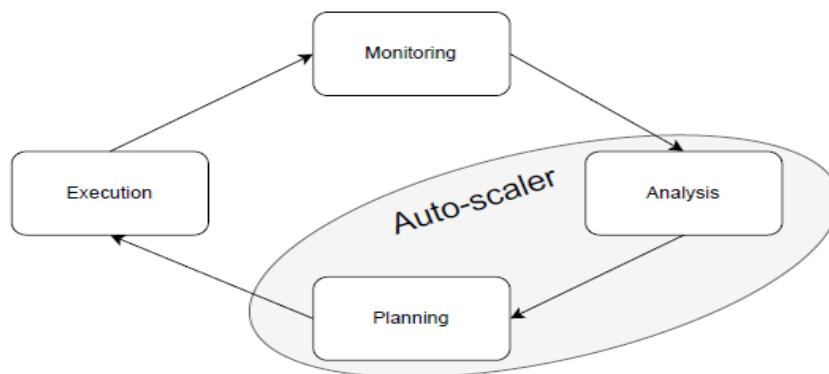 Monitoring
Execution
Auto-scaler
Analysis
Planning